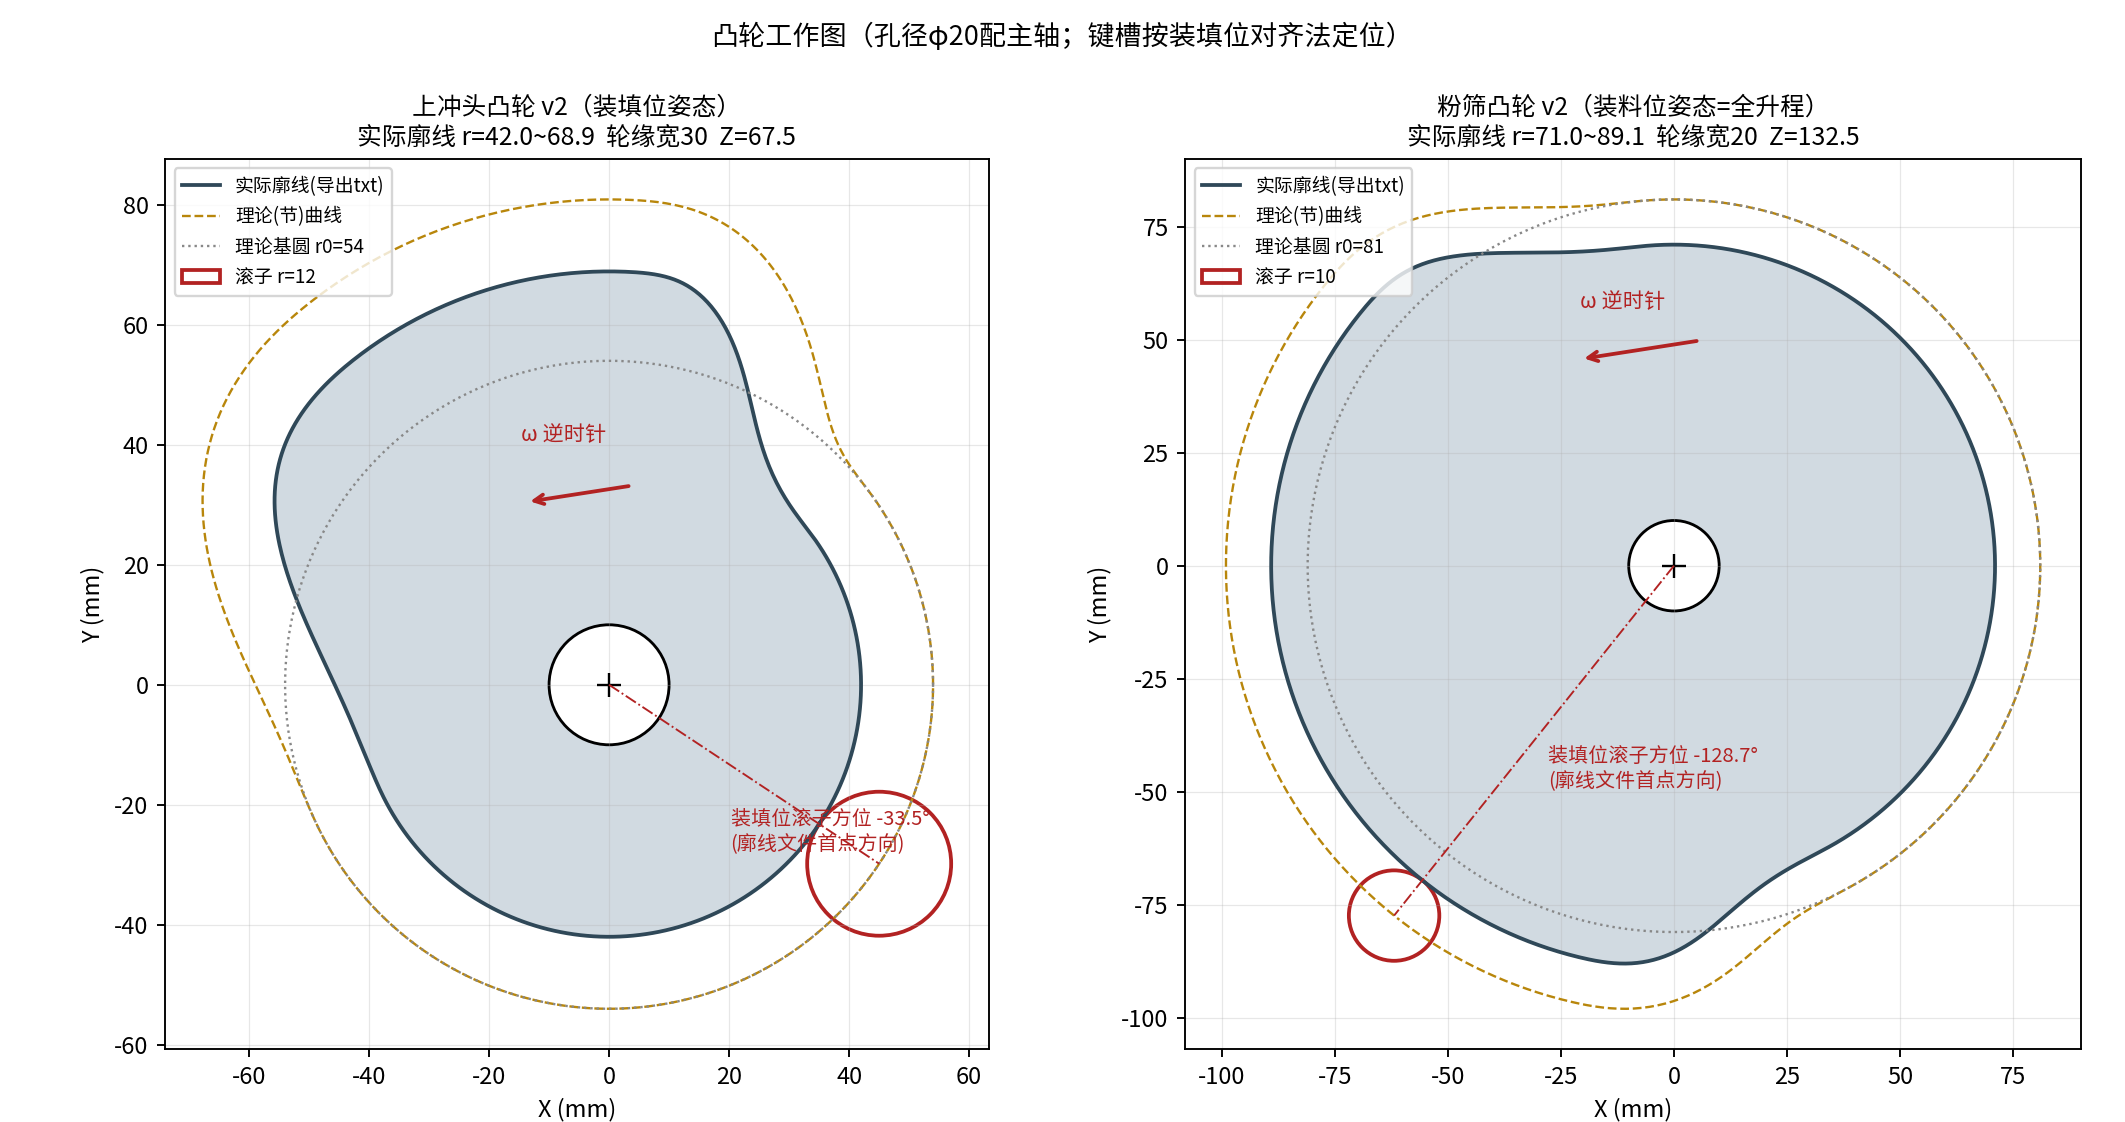 凸轮工作图（孔径φ20配主轴；键槽按装填位对齐法定位）
上冲头凸轮 v2（装填位姿态）
实际廓线 r=42.0~68.9 轮缘宽30 Z=67.5
实际廓线(导出txt)
理论(节)曲线
理论基圆 r0=54
滚子 r=12
ω 逆时针
装填位滚子方位 -33.5°
(廓线文件首点方向)
80
60
40
20
0
-20
-40
-60
Y (mm)
-60 -40 -20 0 20 40 60
X (mm)
粉筛凸轮 v2（装料位姿态=全升程）
实际廓线 r=71.0~89.1 轮缘宽20 Z=132.5
实际廓线(导出txt)
理论(节)曲线
理论基圆 r0=81
滚子 r=10
ω 逆时针
装填位滚子方位 -128.7°
(廓线文件首点方向)
75
50
25
0
-25
-50
-75
-100
Y (mm)
-100 -75 -50 -25 0 25 50 75
X (mm)